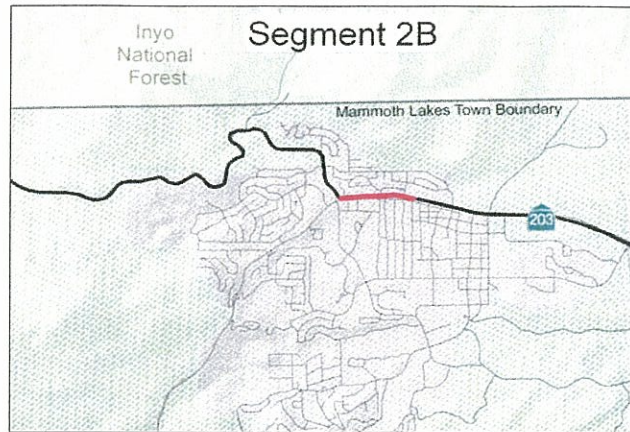 Inyo
National
Forest
Segment 2B
Mammoth Lakes Town Boundary
203